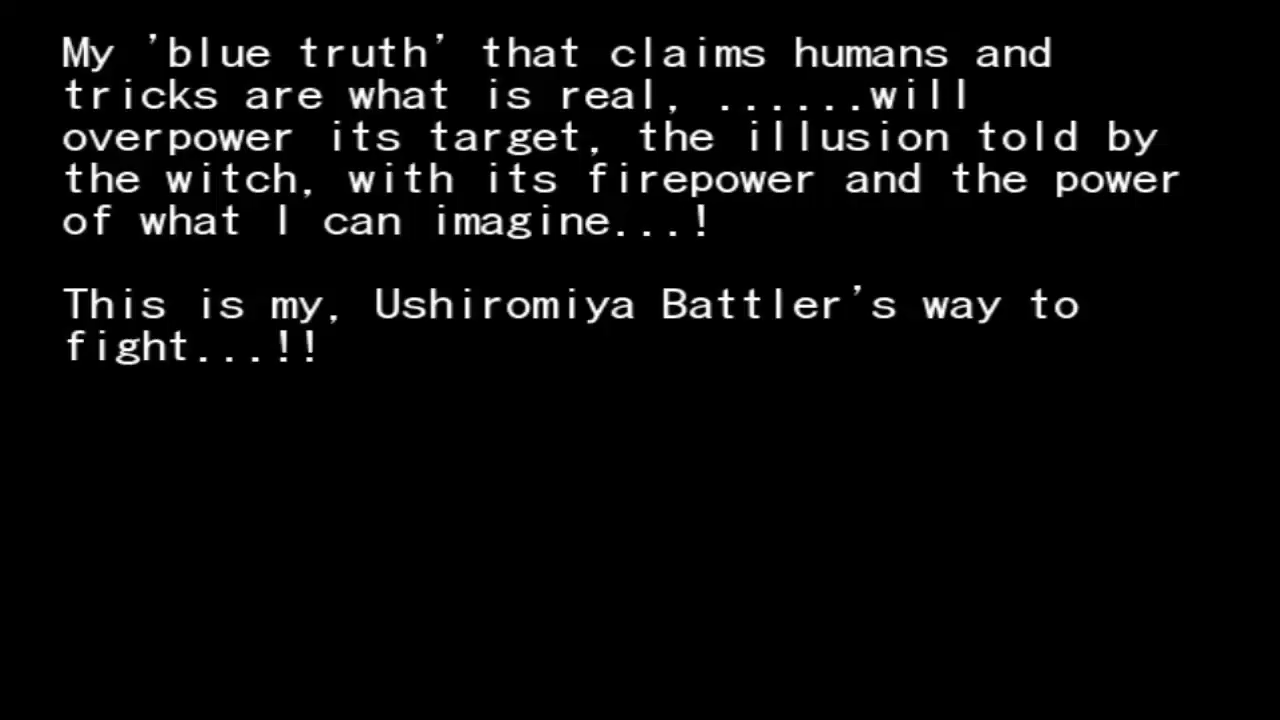 My 'blue truth' that claims humans and
tricks are what is real, ......will
overpower its target, the illusion told by
the witch, with its firepower and the power
of what I can imagine...!
This is my, Ushiromiya Battler's way to
fight...!!